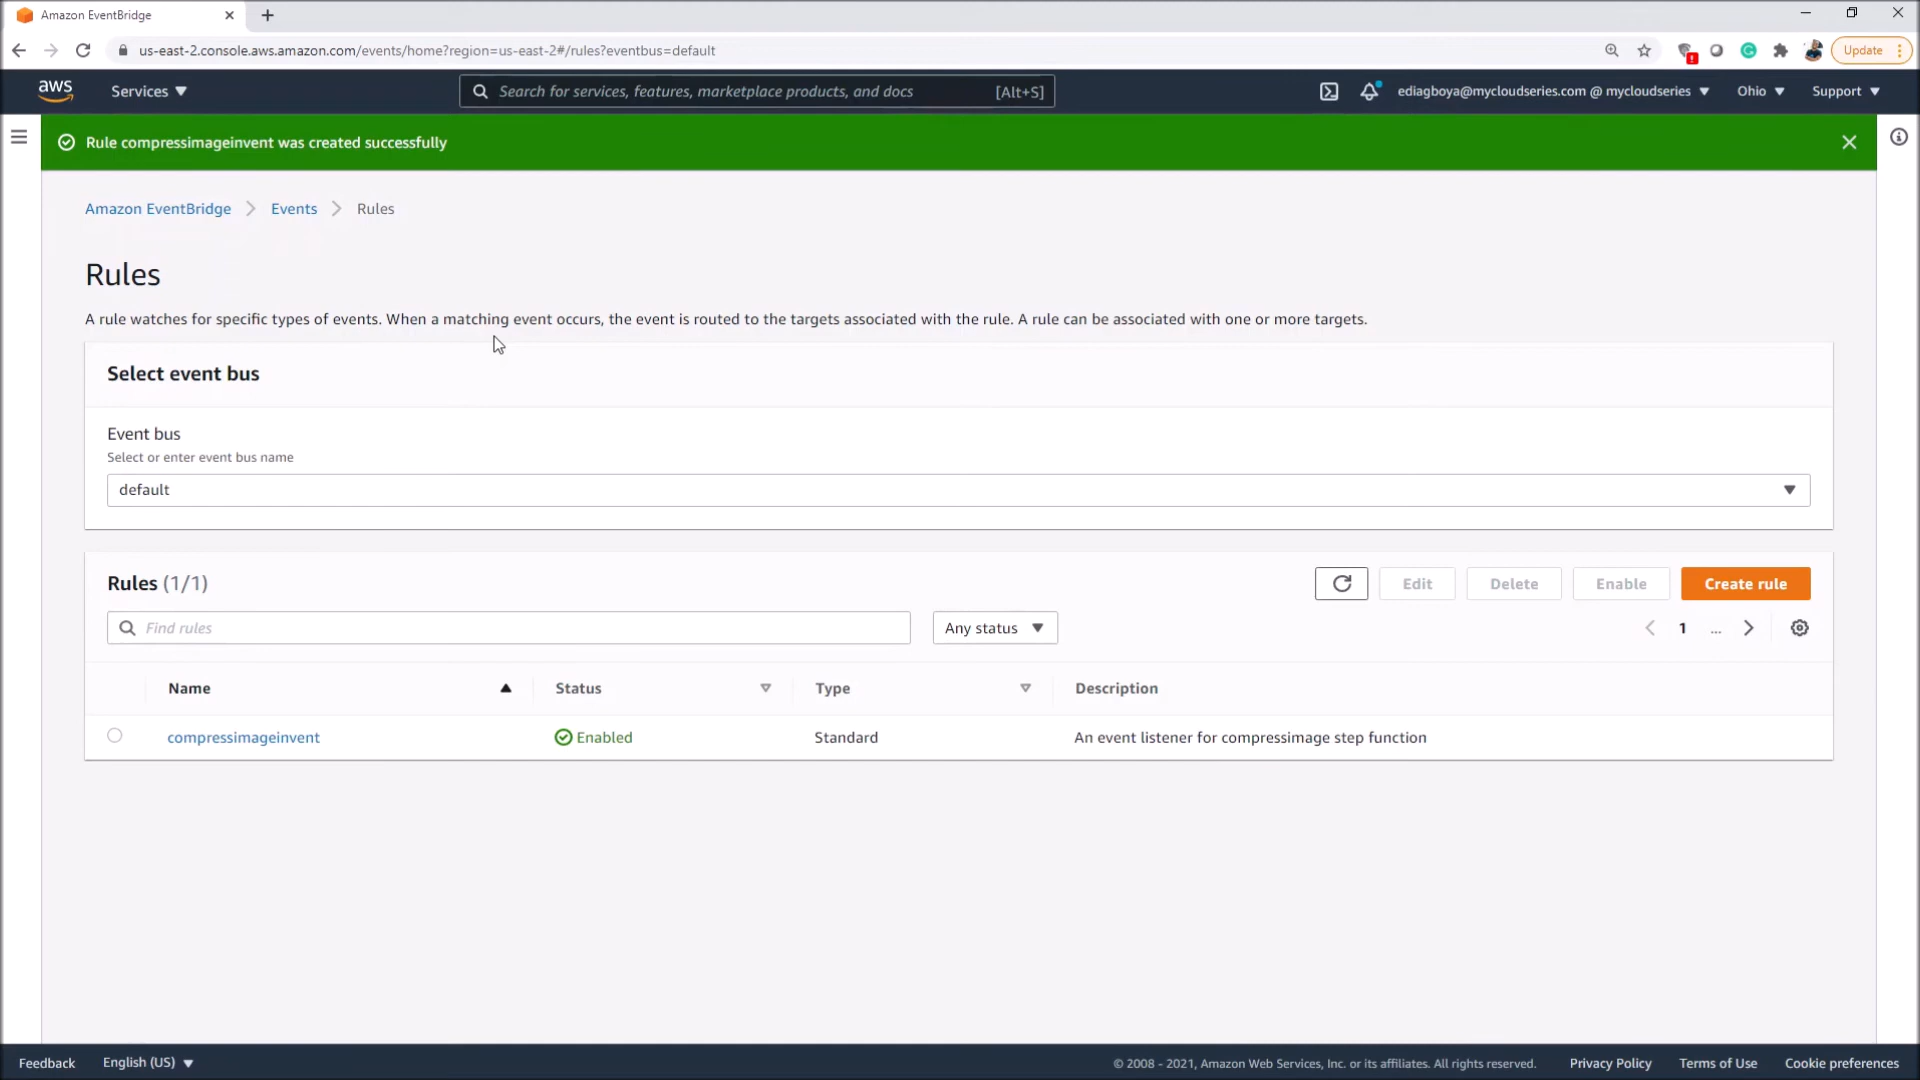 Amazon EventBridge
us-east-2.console.aws.amazon.com/events/home?region=us-east-2#/rules?eventbus=default
Update
aws
Services
Search for services, features, marketplace products, and docs
[Alt+S]
ediagboya@mycloudseries.com @ mycloudseries
Ohio
Support
Rule compressimageinvent was created successfully
Amazon EventBridge
Events
Rules
Rules
A rule watches for specific types of events. When a matching event occurs, the event is routed to the targets associated with the rule. A rule can be associated with one or more targets.
Select event bus
Event bus
Select or enter event bus name
default
Rules (1/1)
Edit
Delete
Enable
Create rule
Find rules
Any status
1
...
Name
Status
Type
Description
compressimageinvent
Enabled
Standard
An event listener for compressimage step function
Feedback
English (US)
© 2008 - 2021, Amazon Web Services, Inc. or its affiliates. All rights reserved.
Privacy Policy
Terms of Use
Cookie preferences